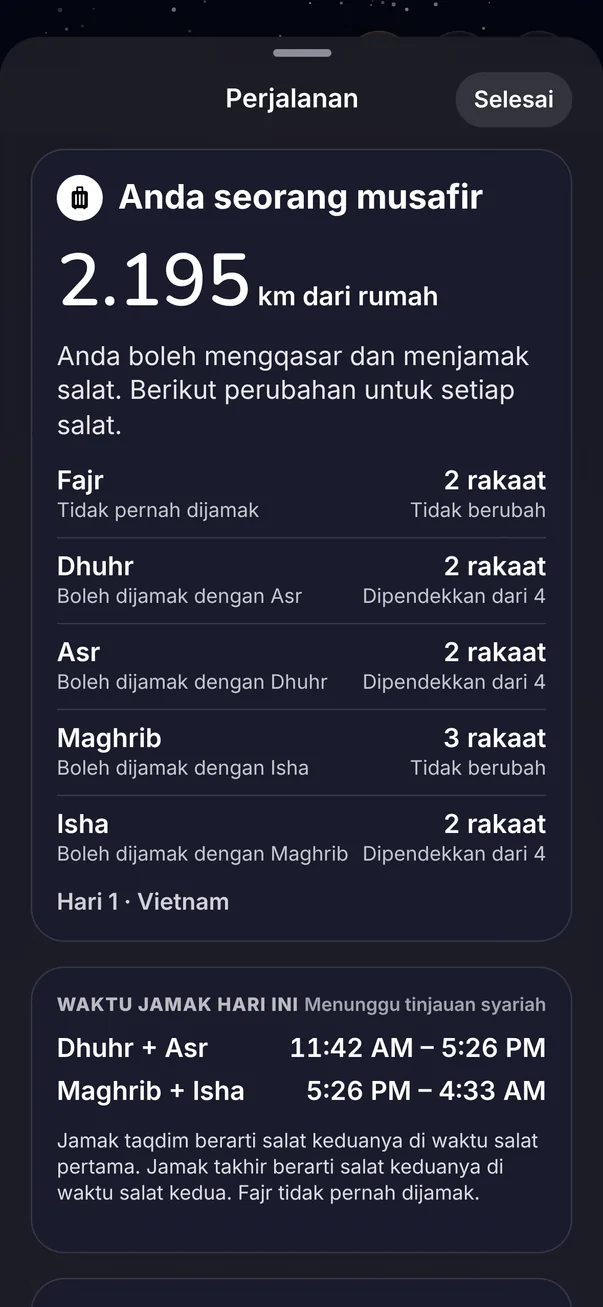 Perjalanan
Selesai
Anda seorang musafir
2.195 km dari rumah
Anda boleh mengqasar dan menjamak
salat. Berikut perubahan untuk setiap
salat.
Fajr 2 rakaat
Tidak pernah dijamak Tidak berubah
Dhuhr 2 rakaat
Boleh dijamak dengan Asr Dipendekkan dari 4
Asr 2 rakaat
Boleh dijamak dengan Dhuhr Dipendekkan dari 4
Maghrib 3 rakaat
Boleh dijamak dengan Isha Tidak berubah
Isha 2 rakaat
Boleh dijamak dengan Maghrib Dipendekkan dari 4
Hari 1 · Vietnam
WAKTU JAMAK HARI INI Menunggu tinjauan syariah
Dhuhr + Asr 11:42 AM – 5:26 PM
Maghrib + Isha 5:26 PM – 4:33 AM
Jamak taqdim berarti salat keduanya di waktu salat
pertama. Jamak takhir berarti salat keduanya di
waktu salat kedua. Fajr tidak pernah dijamak.